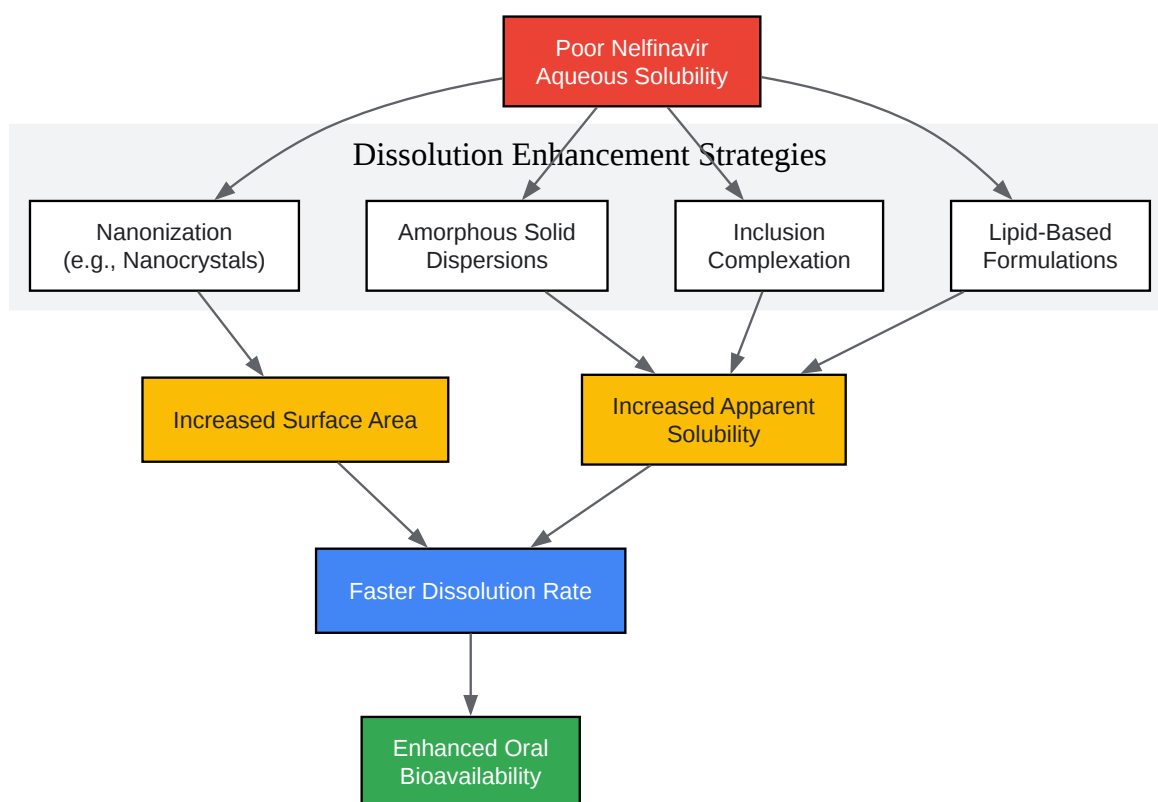 Poor Nelfinavir
Aqueous Solubility
Dissolution Enhancement Strategies
Nanonization
(e.g., Nanocrystals)
Amorphous Solid
Dispersions
Inclusion
Complexation
Lipid-Based
Formulations
Increased Surface Area
Increased Apparent
Solubility
Faster Dissolution Rate
Enhanced Oral
Bioavailability